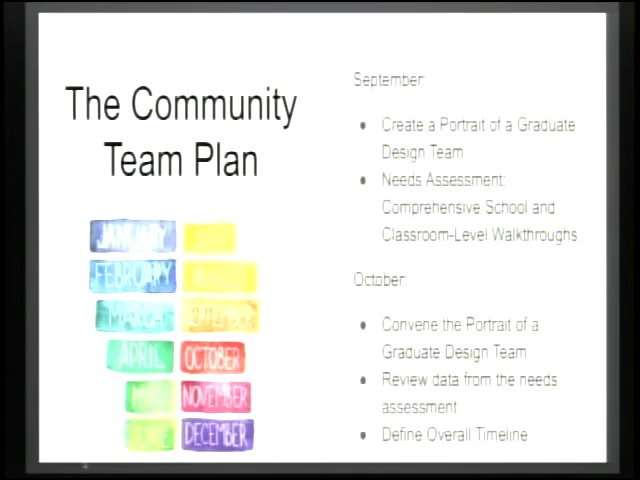 The Community
Team Plan
JANUARY
FEBRUARY
MARCH
APRIL
OCTOBER
NOVEMBER
DECEMBER
September:
• Create a Portrait of a Graduate
Design Team
• Needs Assessment:
Comprehensive School and
Classroom-Level Walkthroughs
October:
• Convene the Portrait of a
Graduate Design Team
• Review data from the needs
assessment
• Define Overall Timeline